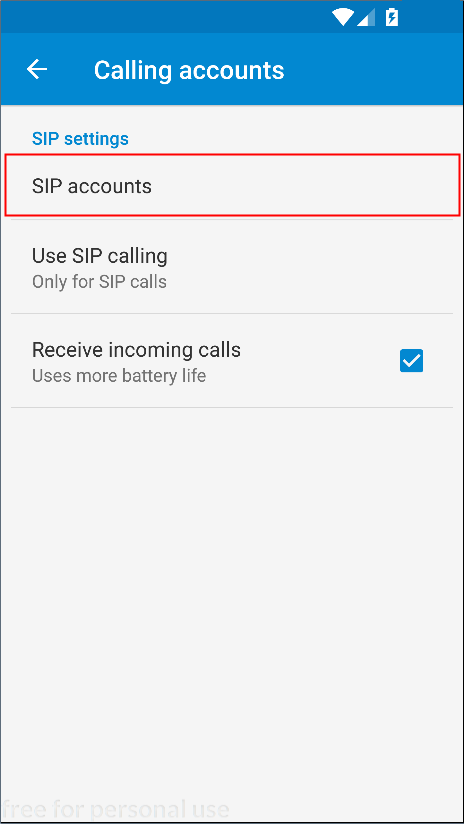 Calling accounts
SIP settings
SIP accounts
Use SIP calling
Only for SIP calls
Receive incoming calls
Uses more battery life
free for personal use